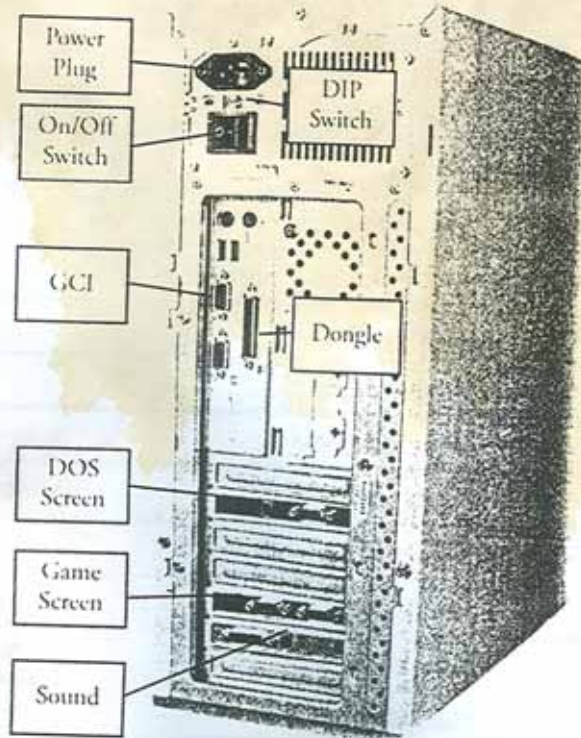 Power
Plug
DIP
Switch
On/Off
Switch
GCI
Dongle
DOS
Screen
Game
Screen
Sound